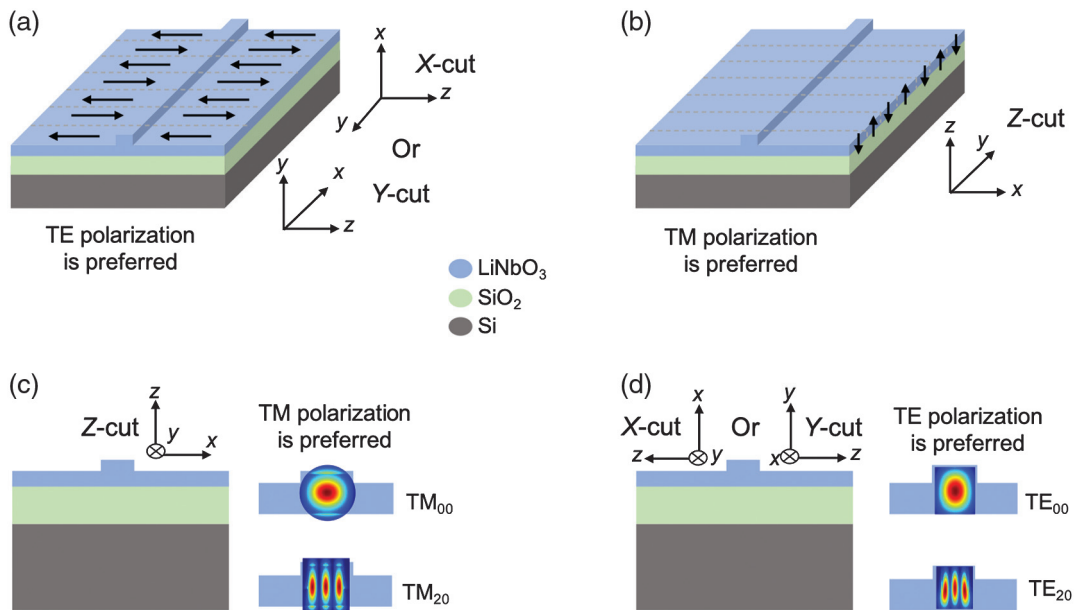 (a)
x
X-cut
z
y
Or
y
x
Y-cut
z
TE polarization
is preferred
(b)
Z-cut
z
y
x
TM polarization
is preferred
LiNbO₃
SiO₂
Si
(c)
z
Z-cut
y
x
TM polarization
is preferred
TM₀₀
TM₂₀
(d)
x
y
X-cut
Or
Y-cut
z
y
x
z
TE polarization
is preferred
TE₀₀
TE₂₀